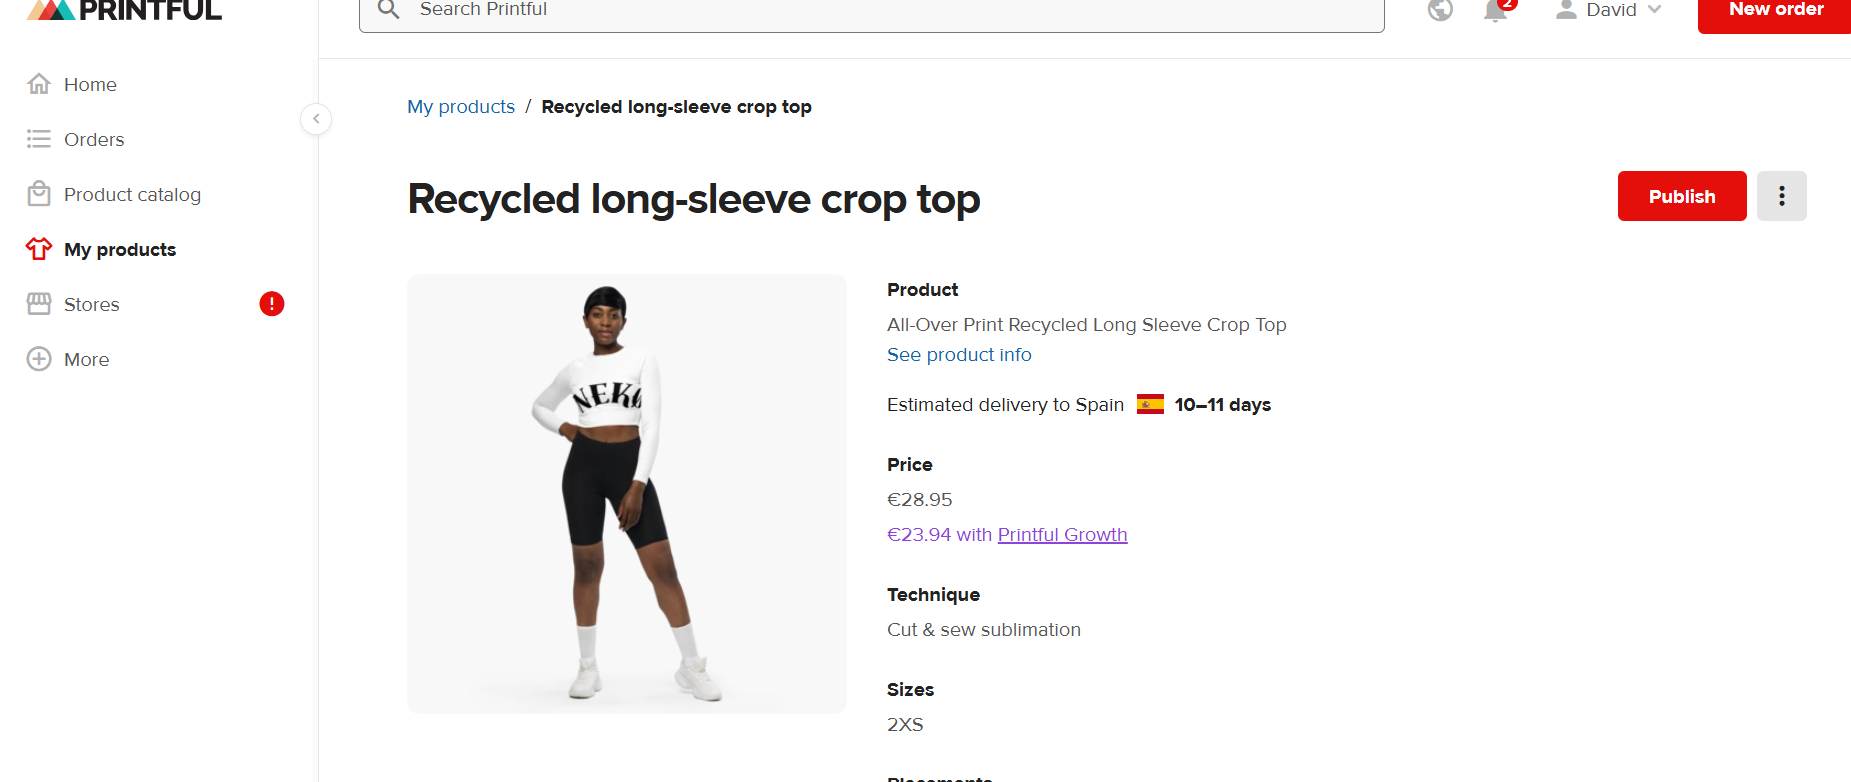 PRINTFUL
Search Printful
2
David
New order
Home
Orders
Product catalog
My products
Stores
!
More
My products / Recycled long-sleeve crop top
Recycled long-sleeve crop top
Publish
Product
All-Over Print Recycled Long Sleeve Crop Top
See product info
Estimated delivery to Spain 10–11 days
Price
€28.95
€23.94 with Printful Growth
Technique
Cut & sew sublimation
Sizes
2XS
Placements